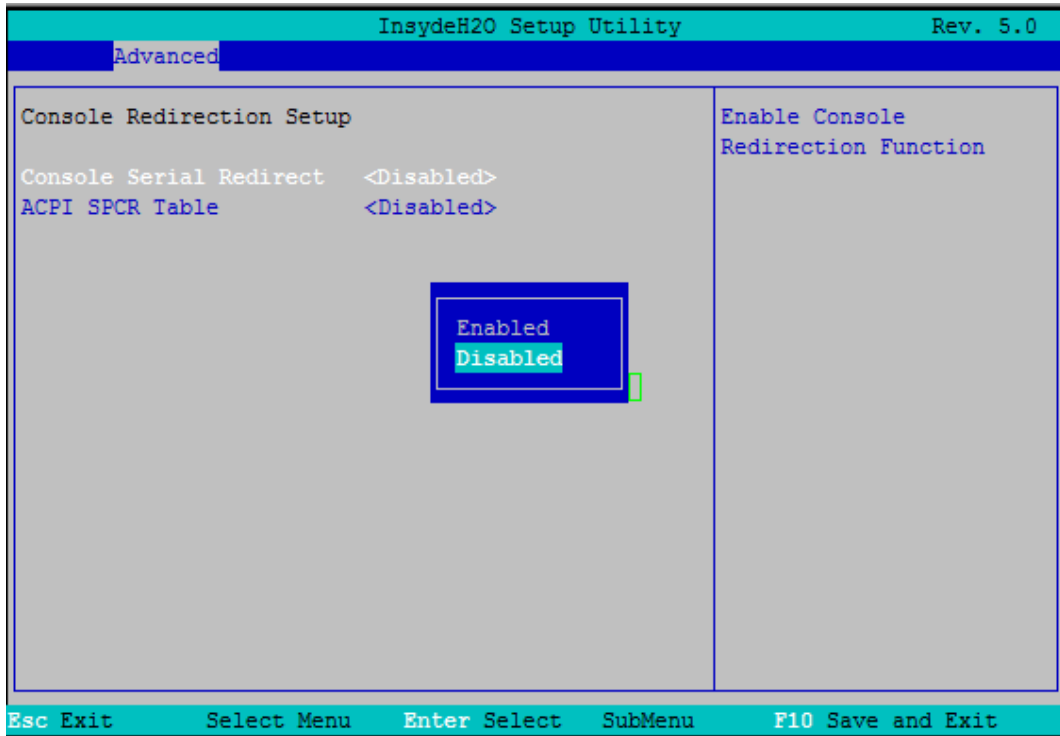 InsydeH2O Setup Utility Rev. 5.0
Advanced
Console Redirection Setup
Enable Console
Redirection Function
Console Serial Redirect <Disabled>
ACPI SPCR Table <Disabled>
Enabled
Disabled
Esc Exit Select Menu Enter Select SubMenu F10 Save and Exit